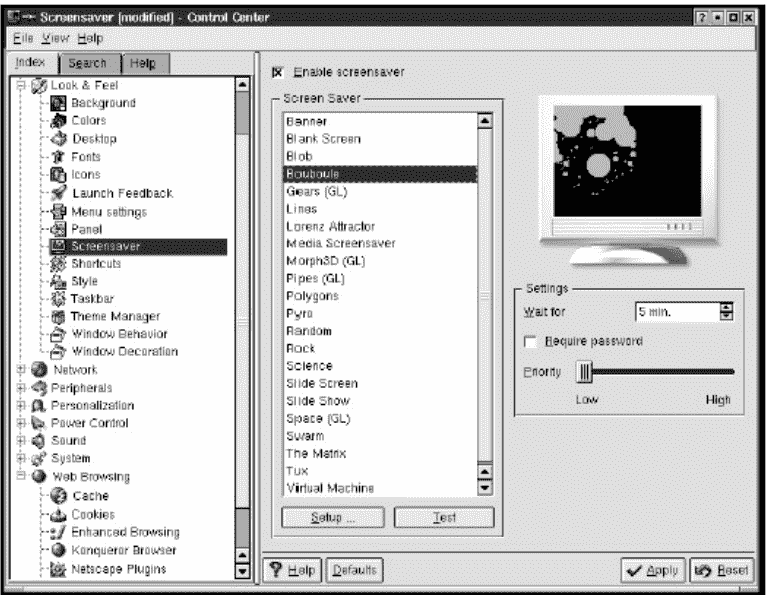 Screensaver [modified] - Control Center
File View Help
Index Search Help
Look & Feel
Background
Colors
Desktop
Fonts
Icons
Launch Feedback
Menu settings
Panel
Screensaver
Shortcuts
Style
Taskbar
Theme Manager
Window Behavior
Window Decoration
Network
Peripherals
Personalization
Power Control
Sound
System
Web Browsing
Cache
Cookies
Enhanced Browsing
Konqueror Browser
Netscape Plugins
Enable screensaver
Screen Saver
Banner
Blank Screen
Blob
Bouboule
Gears (GL)
Lines
Lorenz Attractor
Media Screensaver
Morph3D (GL)
Pipes (GL)
Polygons
Pyro
Random
Rock
Science
Slide Screen
Slide Show
Space (GL)
Swarm
The Matrix
Tux
Virtual Machine
Setup ... Test
Settings
Wait for 5 min.
Require password
Priority
Low High
Help Defaults Apply Reset